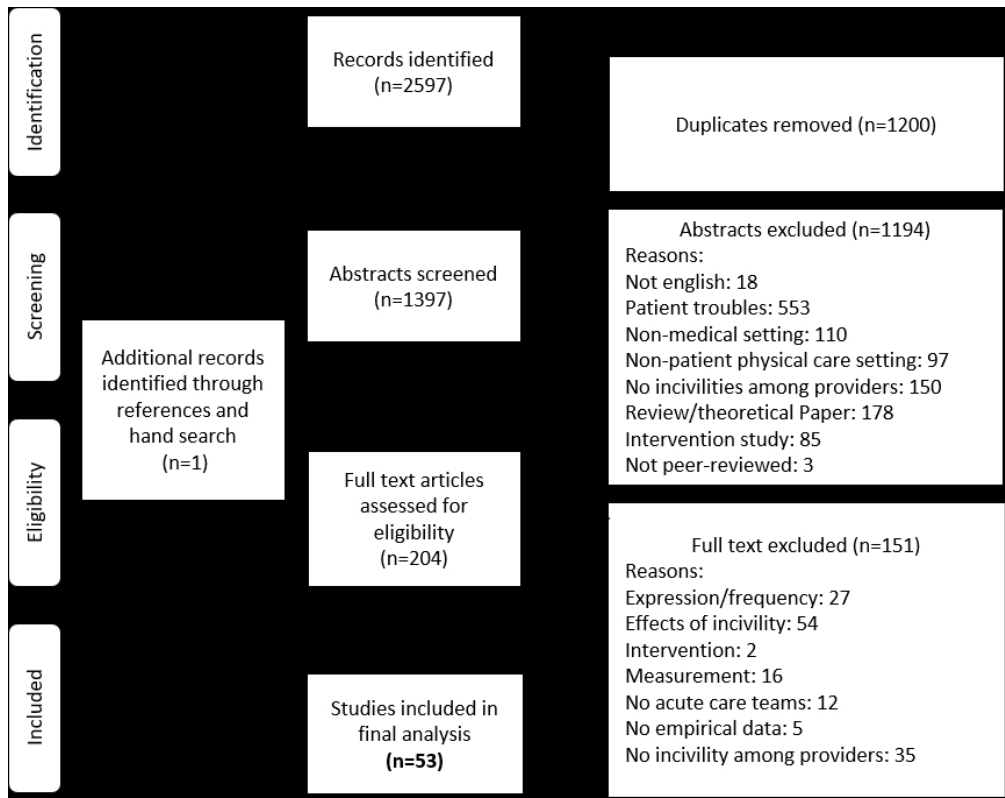 Identification
Records identified
(n=2597)
Duplicates removed (n=1200)
Screening
Abstracts screened
(n=1397)
Abstracts excluded (n=1194)
Reasons:
Not english: 18
Patient troubles: 553
Non-medical setting: 110
Non-patient physical care setting: 97
No incivilities among providers: 150
Review/theoretical Paper: 178
Intervention study: 85
Not peer-reviewed: 3
Additional records
identified through
references and
hand search
(n=1)
Eligibility
Full text articles
assessed for
eligibility
(n=204)
Full text excluded (n=151)
Reasons:
Expression/frequency: 27
Effects of incivility: 54
Intervention: 2
Measurement: 16
No acute care teams: 12
No empirical data: 5
No incivility among providers: 35
Included
Studies included in
final analysis
(n=53)